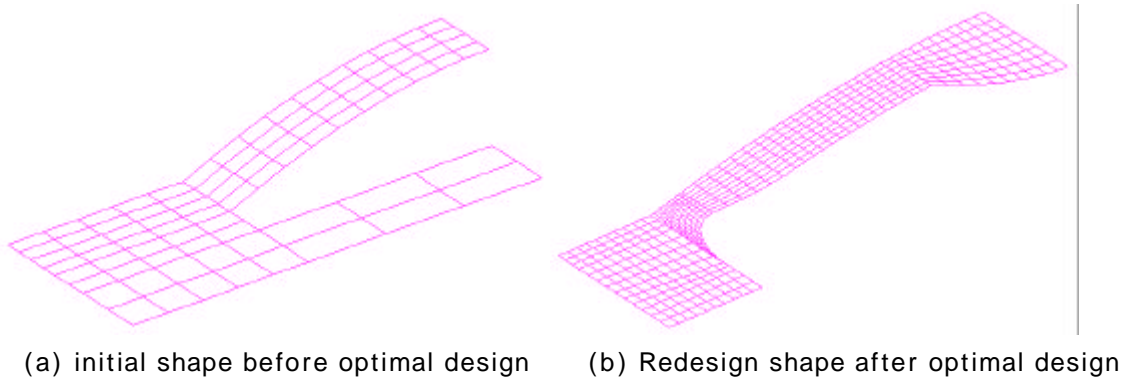 (a) initial shape before optimal design
(b) Redesign shape after optimal design